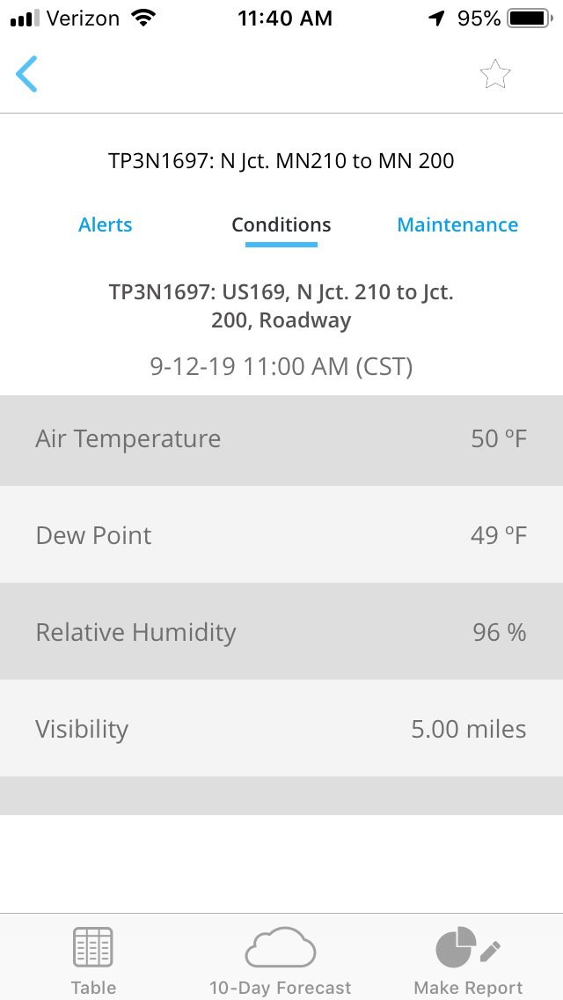 Verizon 11:40 AM 95%
TP3N1697: N Jct. MN210 to MN 200
Alerts Conditions Maintenance
TP3N1697: US169, N Jct. 210 to Jct.
200, Roadway
9-12-19 11:00 AM (CST)
Air Temperature 50 ºF
Dew Point 49 ºF
Relative Humidity 96 %
Visibility 5.00 miles
Table 10-Day Forecast Make Report